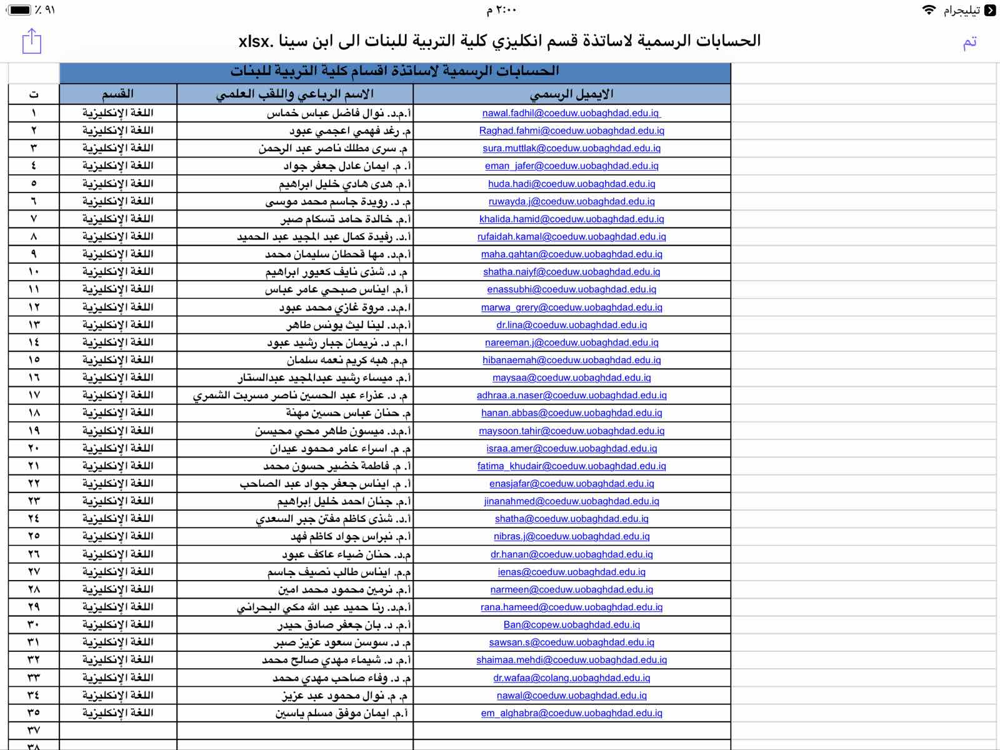 ٩١ ٪
٢:٠٠ م
تيليجرام
تم
الحسابات الرسمية لاساتذة قسم انكليزي كلية التربية للبنات الى ابن سينا .xlsx
الحسابات الرسمية لاساتذة اقسام كلية التربية للبنات
ت القسم الاسم الرباعي واللقب العلمي الايميل الرسمي
١ اللغة الإنكليزية أ.م.د. نوال فاضل عباس خماس nawal.fadhil@coeduw.uobaghdad.edu.iq
٢ اللغة الإنكليزية م. رغد فهمي اعجمي عبود Raghad.fahmi@coeduw.uobaghdad.edu.iq
٣ اللغة الإنكليزية م. سرى مطلك ناصر عبد الرحمن sura.muttlak@coeduw.uobaghdad.edu.iq
٤ اللغة الإنكليزية أ. م. ايمان عادل جعفر جواد eman_jafer@coeduw.uobaghdad.edu.iq
٥ اللغة الإنكليزية أ.م. هدى هادي خليل ابراهيم huda.hadi@coeduw.uobaghdad.edu.iq
٦ اللغة الإنكليزية م. د. رويدة جاسم محمد موسى ruwayda.j@coeduw.uobaghdad.edu.iq
٧ اللغة الإنكليزية أ.م. خالدة حامد تسكام صبر khalida.hamid@coeduw.uobaghdad.edu.iq
٨ اللغة الإنكليزية أ.د. رفيدة كمال عبد المجيد عبد الحميد rufaidah.kamal@coeduw.uobaghdad.edu.iq
٩ اللغة الإنكليزية أ.م.د. مها قحطان سليمان محمد maha.qahtan@coeduw.uobaghdad.edu.iq
١٠ اللغة الإنكليزية م. د. شذى نايف كعيور ابراهيم shatha.naiyf@coeduw.uobaghdad.edu.iq
١١ اللغة الإنكليزية أ.م. ايناس صبحي عامر عباس enassubhi@coeduw.uobaghdad.edu.iq
١٢ اللغة الإنكليزية ا.م.د. مروة غازي محمد عبود marwa_grery@coeduw.uobaghdad.edu.iq
١٣ اللغة الإنكليزية أ.م.د. لينا ليث يونس طاهر dr.lina@coeduw.uobaghdad.edu.iq
١٤ اللغة الإنكليزية ا.م. د. نريمان جبار رشيد عبود nareeman.j@coeduw.uobaghdad.edu.iq
١٥ اللغة الإنكليزية م.م. هبه كريم نعمه سلمان hibanaemah@coeduw.uobaghdad.edu.iq
١٦ اللغة الإنكليزية أ.م. ميساء رشيد عبدالمجيد عبدالستار maysaa@coeduw.uobaghdad.edu.iq
١٧ اللغة الإنكليزية م. د. عذراء عبد الحسين ناصر مسربت الشمري adhraa.a.naser@coeduw.uobaghdad.edu.iq
١٨ اللغة الإنكليزية م. حنان عباس حسين مهنة hanan.abbas@coeduw.uobaghdad.edu.iq
١٩ اللغة الإنكليزية أ.م.د. ميسون طاهر محي محيسن maysoon.tahir@coeduw.uobaghdad.edu.iq
٢٠ اللغة الإنكليزية م. م. اسراء عامر محمود عيدان israa.amer@coeduw.uobaghdad.edu.iq
٢١ اللغة الإنكليزية أ. م. فاطمة خضير حسون محمد fatima_khudair@coeduw.uobaghdad.edu.iq
٢٢ اللغة الإنكليزية أ. م. ايناس جعفر جواد عبد الصاحب enasjafar@coeduw.uobaghdad.edu.iq
٢٣ اللغة الإنكليزية أ.م. جنان احمد خليل إبراهيم jinanahmed@coeduw.uobaghdad.edu.iq
٢٤ اللغة الإنكليزية أ.د. شذى كاظم مفتن جبر السعدي shatha@coeduw.uobaghdad.edu.iq
٢٥ اللغة الإنكليزية أ.م. نبراس جواد كاظم فهد nibras.j@coeduw.uobaghdad.edu.iq
٢٦ اللغة الإنكليزية م.د. حنان ضياء عاكف عبود dr.hanan@coeduw.uobaghdad.edu.iq
٢٧ اللغة الإنكليزية م.م. ايناس طالب نصيف جاسم ienas@coeduw.uobaghdad.edu.iq
٢٨ اللغة الإنكليزية أ.م. نرمين محمود محمد امين narmeen@coeduw.uobaghdad.edu.iq
٢٩ اللغة الإنكليزية أ.م.د. رنا حميد عبد الله مكي البحراني rana.hameed@coeduw.uobaghdad.edu.iq
٣٠ اللغة الإنكليزية أ.م. د. بان جعفر صادق حيدر Ban@copew.uobaghdad.edu.iq
٣١ اللغة الإنكليزية م. د. سوسن سعود عزيز صبر sawsan.s@coeduw.uobaghdad.edu.iq
٣٢ اللغة الإنكليزية أ.م. د. شيماء مهدي صالح محمد shaimaa.mehdi@coeduw.uobaghdad.edu.iq
٣٣ اللغة الإنكليزية م. د. وفاء صاحب مهدي محمد dr.wafaa@colang.uobaghdad.edu.iq
٣٤ اللغة الإنكليزية م. م. نوال محمود عبد عزيز nawal@coeduw.uobaghdad.edu.iq
٣٥ اللغة الإنكليزية أ.م. ايمان موفق مسلم ياسين em_alghabra@coeduw.uobaghdad.edu.iq
٣٧
٣٨